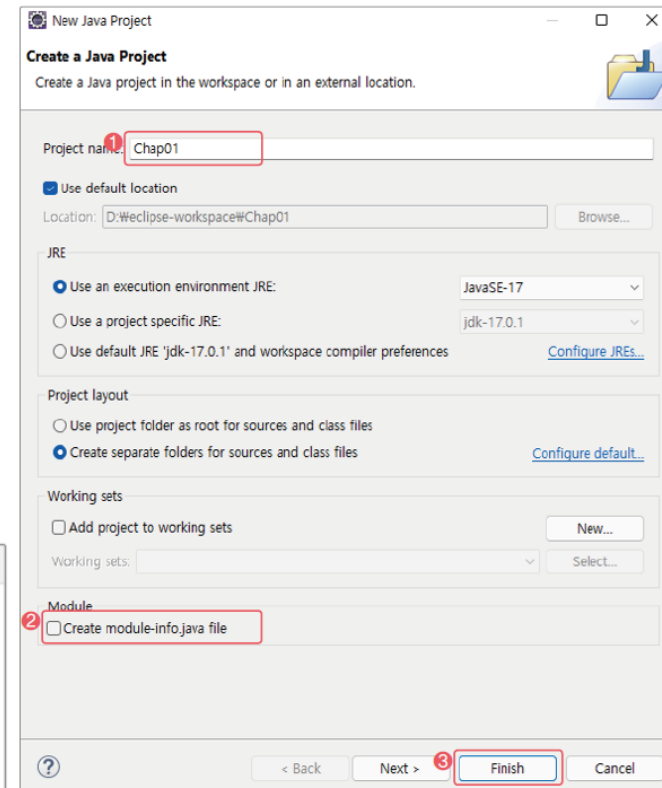 New Java Project
Create a Java Project
Create a Java project in the workspace or in an external location.
1
Project name: Chap01
Use default location
Location: D:₩eclipse-workspace₩Chap01 Browse...
JRE
Use an execution environment JRE: JavaSE-17
Use a project specific JRE: jdk-17.0.1
Use default JRE 'jdk-17.0.1' and workspace compiler preferences Configure JREs...
Project layout
Use project folder as root for sources and class files
Create separate folders for sources and class files Configure default...
Working sets
Add project to working sets New...
Working sets: Select...
Module
2 Create module-info.java file
? < Back Next > 3 Finish Cancel